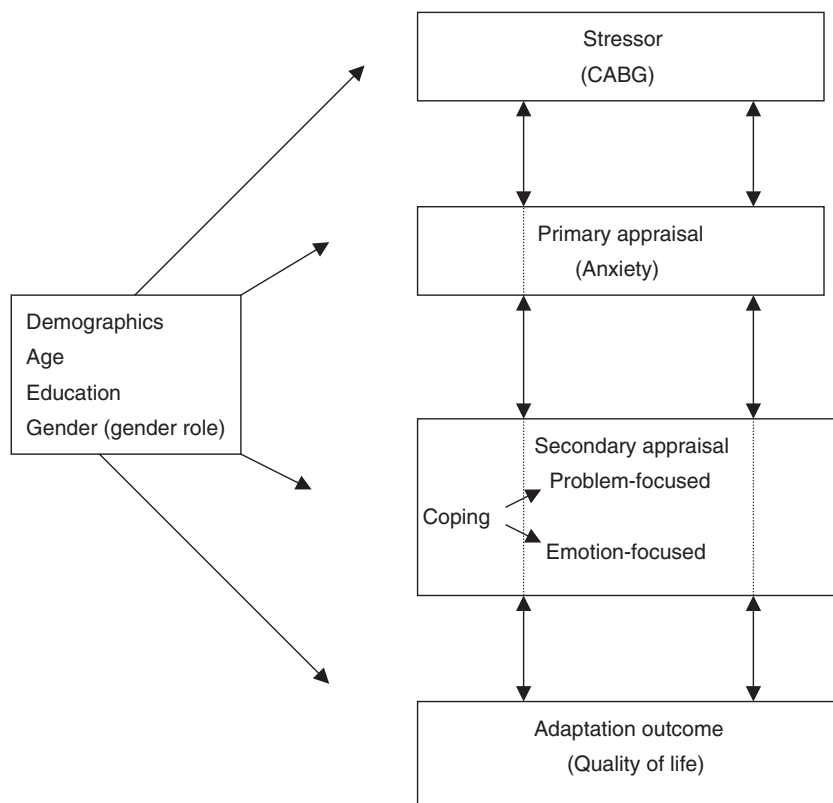 Stressor
(CABG)
Primary appraisal
(Anxiety)
Demographics
Age
Education
Gender (gender role)
Secondary appraisal
Problem-focused
Coping
Emotion-focused
Adaptation outcome
(Quality of life)